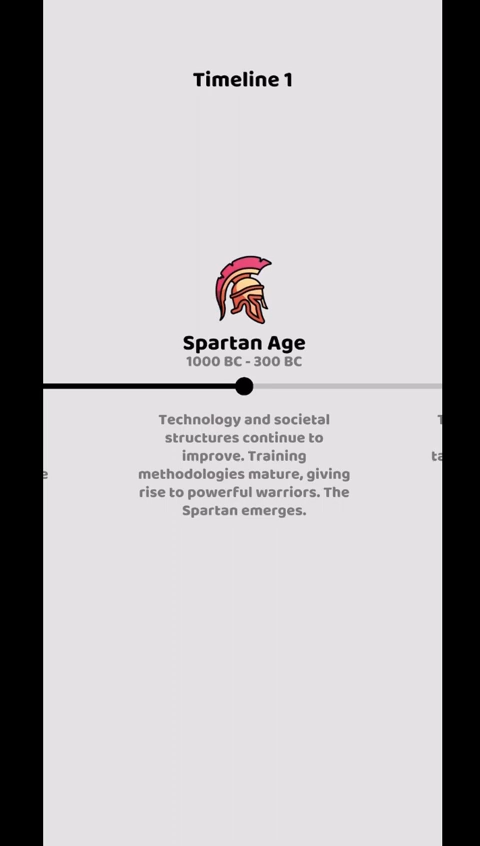 Timeline 1
Spartan Age
1000 BC - 300 BC
Technology and societal
structures continue to
improve. Training
methodologies mature, giving
rise to powerful warriors. The
Spartan emerges.